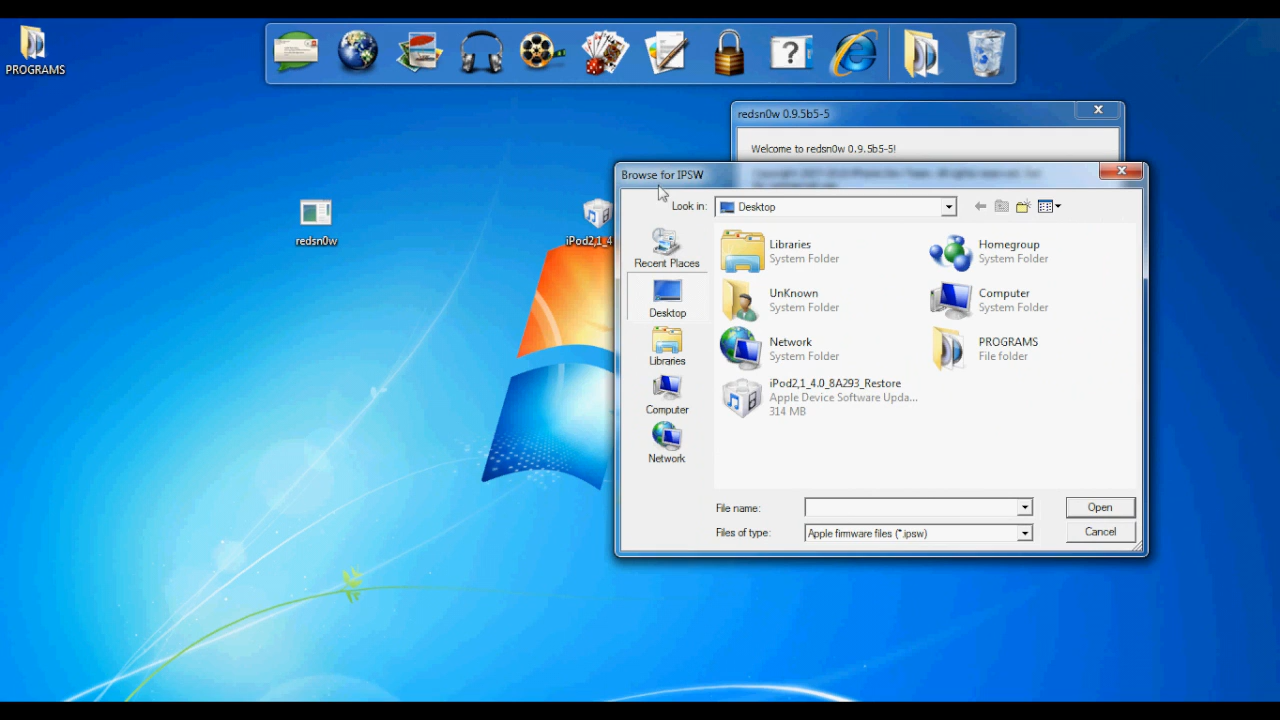 PROGRAMS
redsn0w
iPod2,1_4
redsn0w 0.9.5b5-5
Welcome to redsn0w 0.9.5b5-5!
Browse for IPSW
Look in:
Desktop
Recent Places
Desktop
Libraries
Computer
Network
Libraries
System Folder
Homegroup
System Folder
UnKnown
System Folder
Computer
System Folder
Network
System Folder
PROGRAMS
File folder
iPod2,1_4.0_8A293_Restore
Apple Device Software Upda...
314 MB
File name:
Open
Files of type:
Apple firmware files (*.ipsw)
Cancel